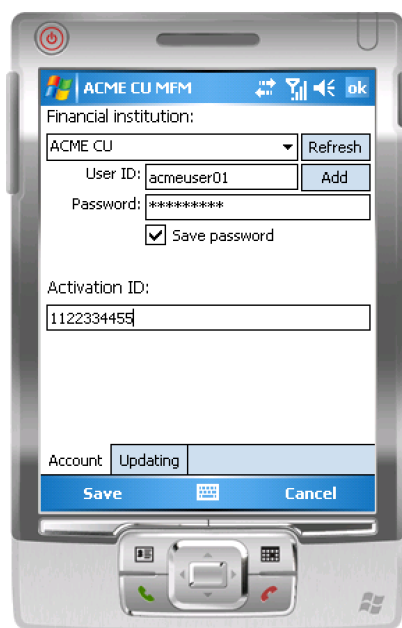 ACME CU MFM ok
Financial institution:
ACME CU Refresh
User ID: acmeuser01 Add
Password: *********
Save password
Activation ID:
1122334455
Account Updating
Save Cancel